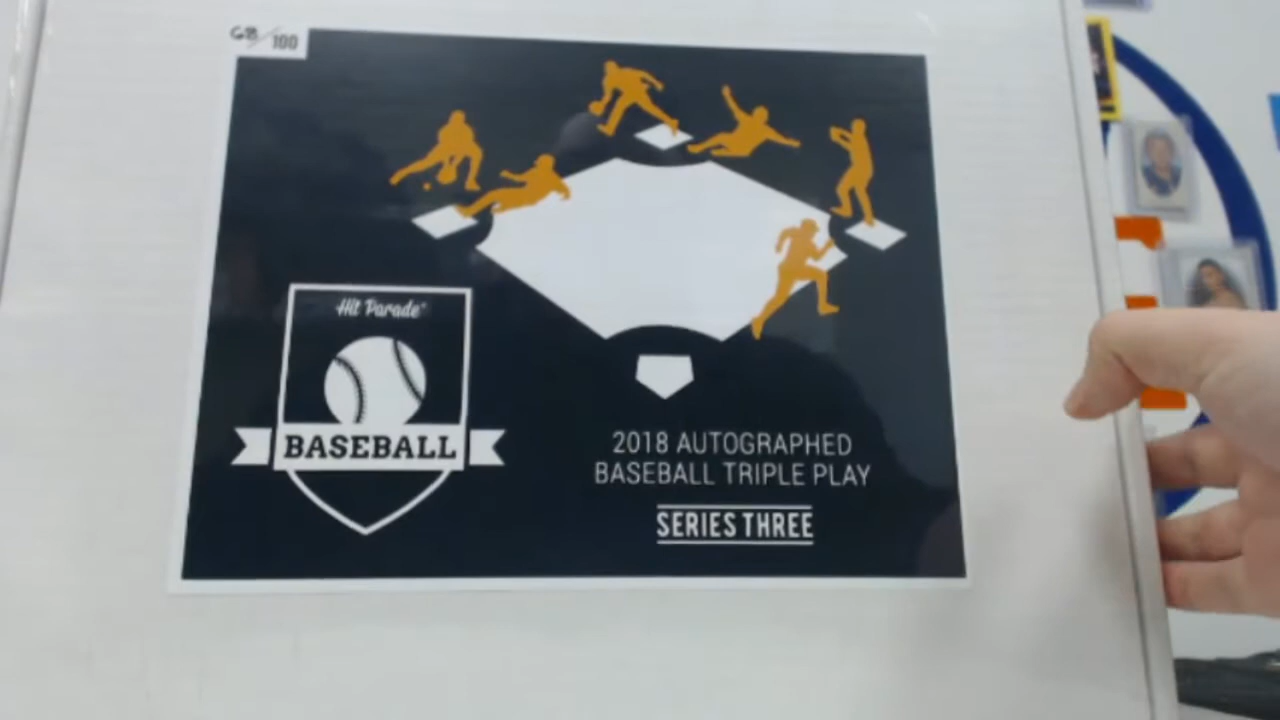 68/100
Hit Parade®
BASEBALL
2018 AUTOGRAPHED
BASEBALL TRIPLE PLAY
SERIES THREE